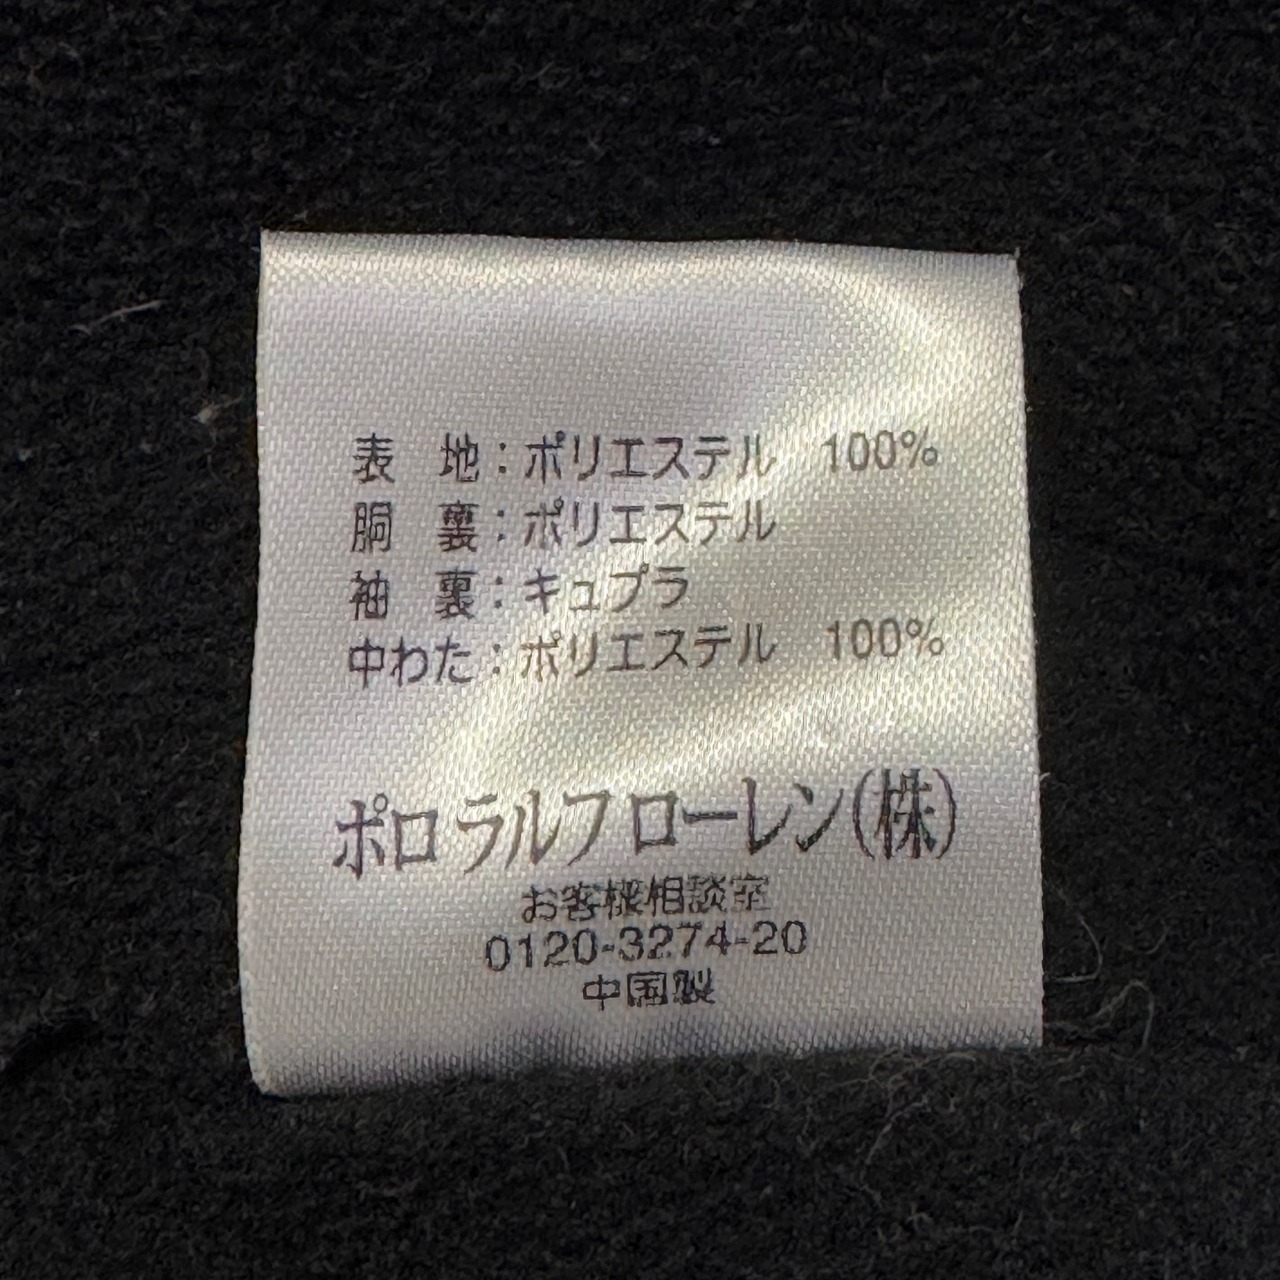 表 地：ポリエステル 100%
胴 裏：ポリエステル
袖 裏：キュプラ
中わた：ポリエステル 100%
ポロ ラルフ ローレン(株)
お客様相談室
0120-3274-20
中国製